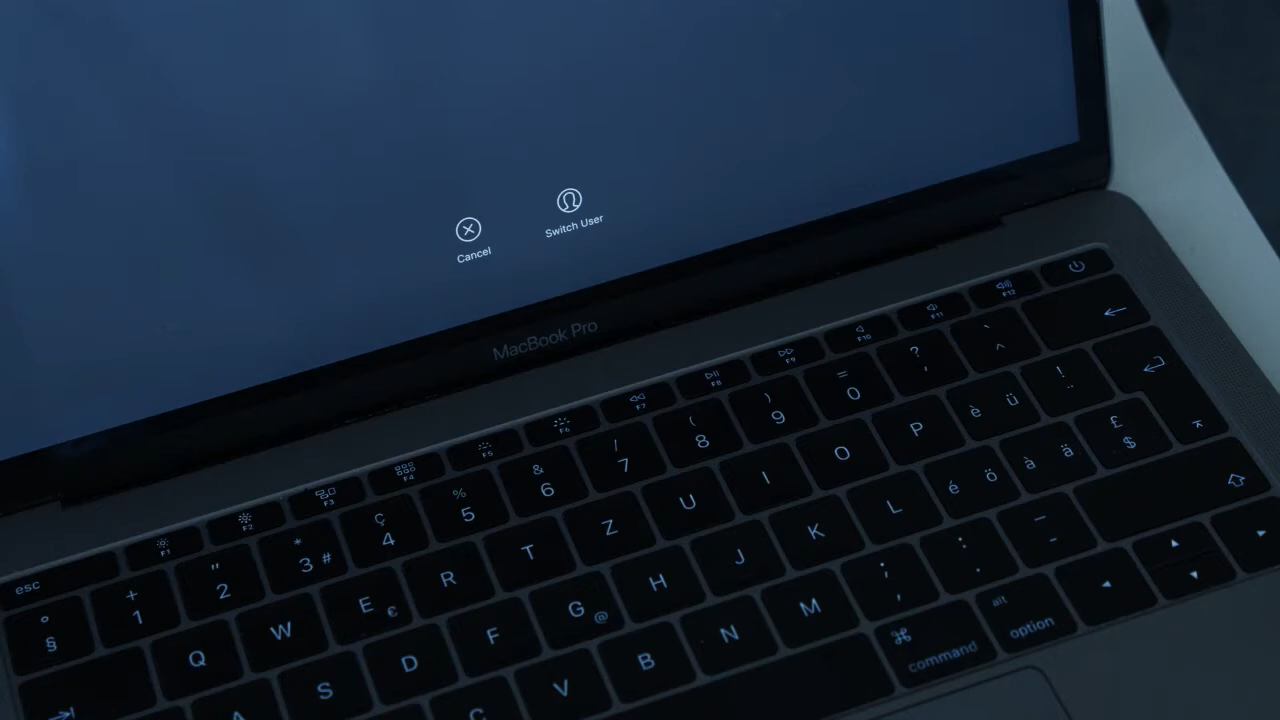 Cancel
Switch User
MacBook Pro
esc
F1
F2
F3
F4
F5
F6
F7
F8
F9
F10
F11
F12
° §
+ 1
" 2
* 3 #
ç 4
% 5
& 6
/ 7
( 8
) 9
= 0
? '
` ^
Q
W
E €
R
T
Z
U
I
O
P
è ü
! ¨
A
S
D
F
G @
H
J
K
L
é ö
à ä
£ $
C
V
B
N
M
; ,
: .
_ -
⌘
command
alt
option